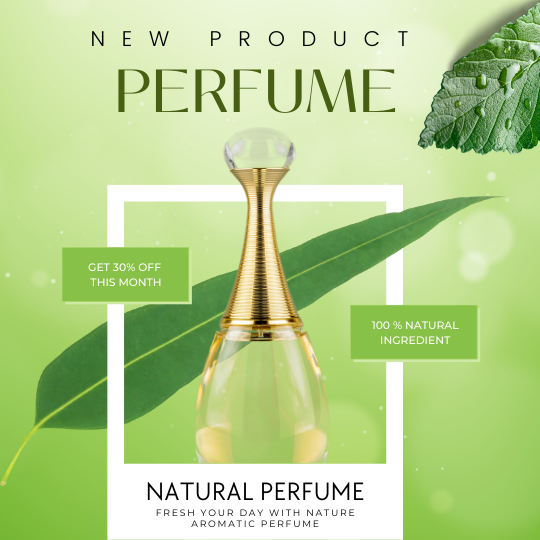 NEW PRODUCT
PERFUME
GET 30% OFF
THIS MONTH
100 % NATURAL
INGREDIENT
NATURAL PERFUME
FRESH YOUR DAY WITH NATURE
AROMATIC PERFUME